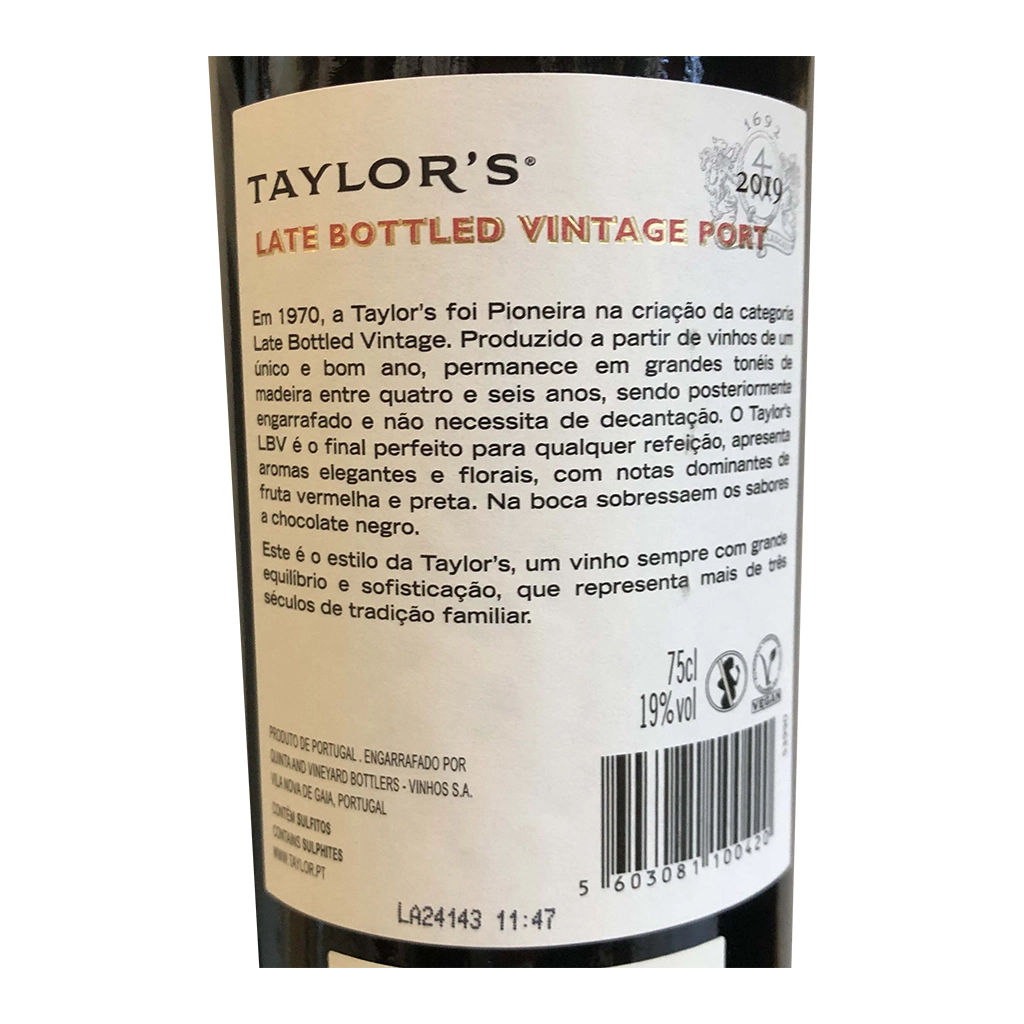 1692
TAYLOR'S®
4
2019
LATE BOTTLED VINTAGE PORT
Em 1970, a Taylor's foi Pioneira na criação da categoria
Late Bottled Vintage. Produzido a partir de vinhos de um
único e bom ano, permanece em grandes tonéis de
madeira entre quatro e seis anos, sendo posteriormente
engarrafado e não necessita de decantação. O Taylor's
LBV é o final perfeito para qualquer refeição, apresenta
aromas elegantes e florais, com notas dominantes de
fruta vermelha e preta. Na boca sobressaem os sabores
a chocolate negro.
Este é o estilo da Taylor's, um vinho sempre com grande
equilíbrio e sofisticação, que representa mais de três
séculos de tradição familiar.
75cl
19%vol
VEGAN
PRODUTO DE PORTUGAL . ENGARRAFADO POR
QUINTA AND VINEYARD BOTTLERS - VINHOS S.A.
VILA NOVA DE GAIA, PORTUGAL
CONTÉM SULFITOS
CONTAINS SULPHITES
WWW.TAYLOR.PT
5 603081 100420
LA24143 11:47